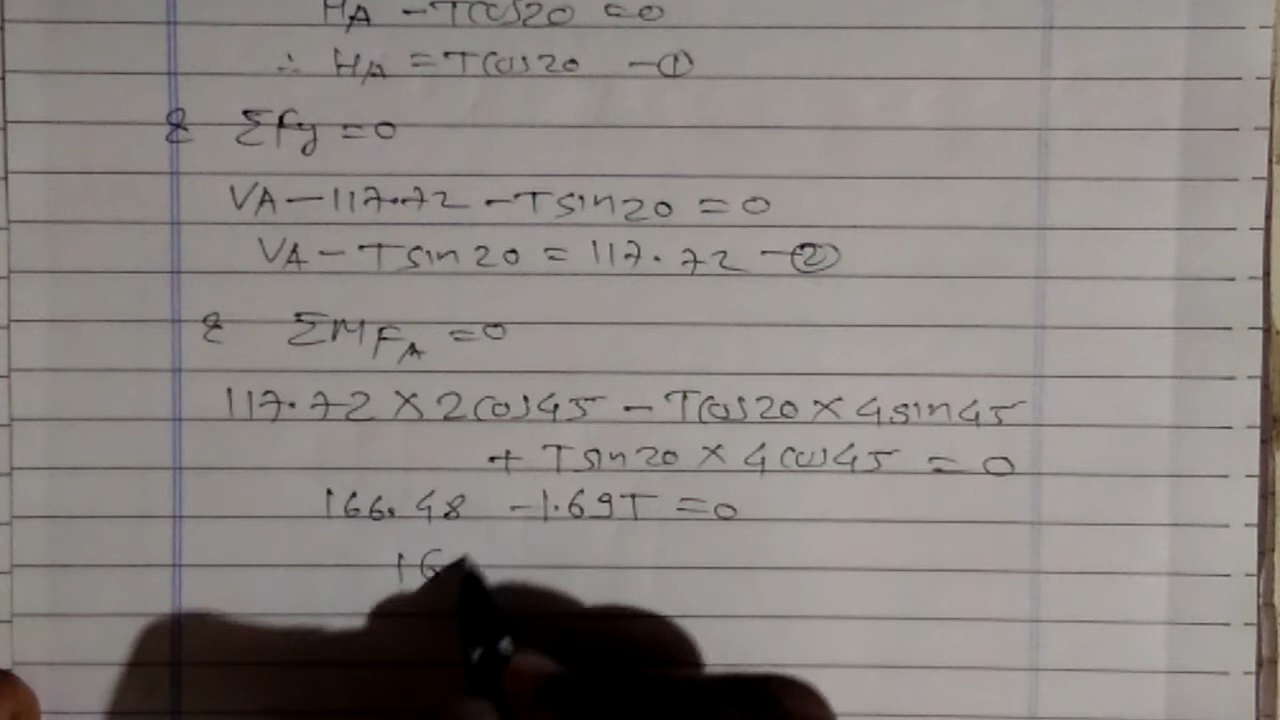 HA - TCos20 = 0
∴ HA = TCos20 - ①
& ΣFy = 0
VA - 117.72 - Tsin20 = 0
VA - Tsin20 = 117.72 - ②
& ΣMFA = 0
117.72 × 2cos45 - Tcos20 × 4sin45
+ Tsin20 × 4cos45 = 0
166.48 - 1.69T = 0
16